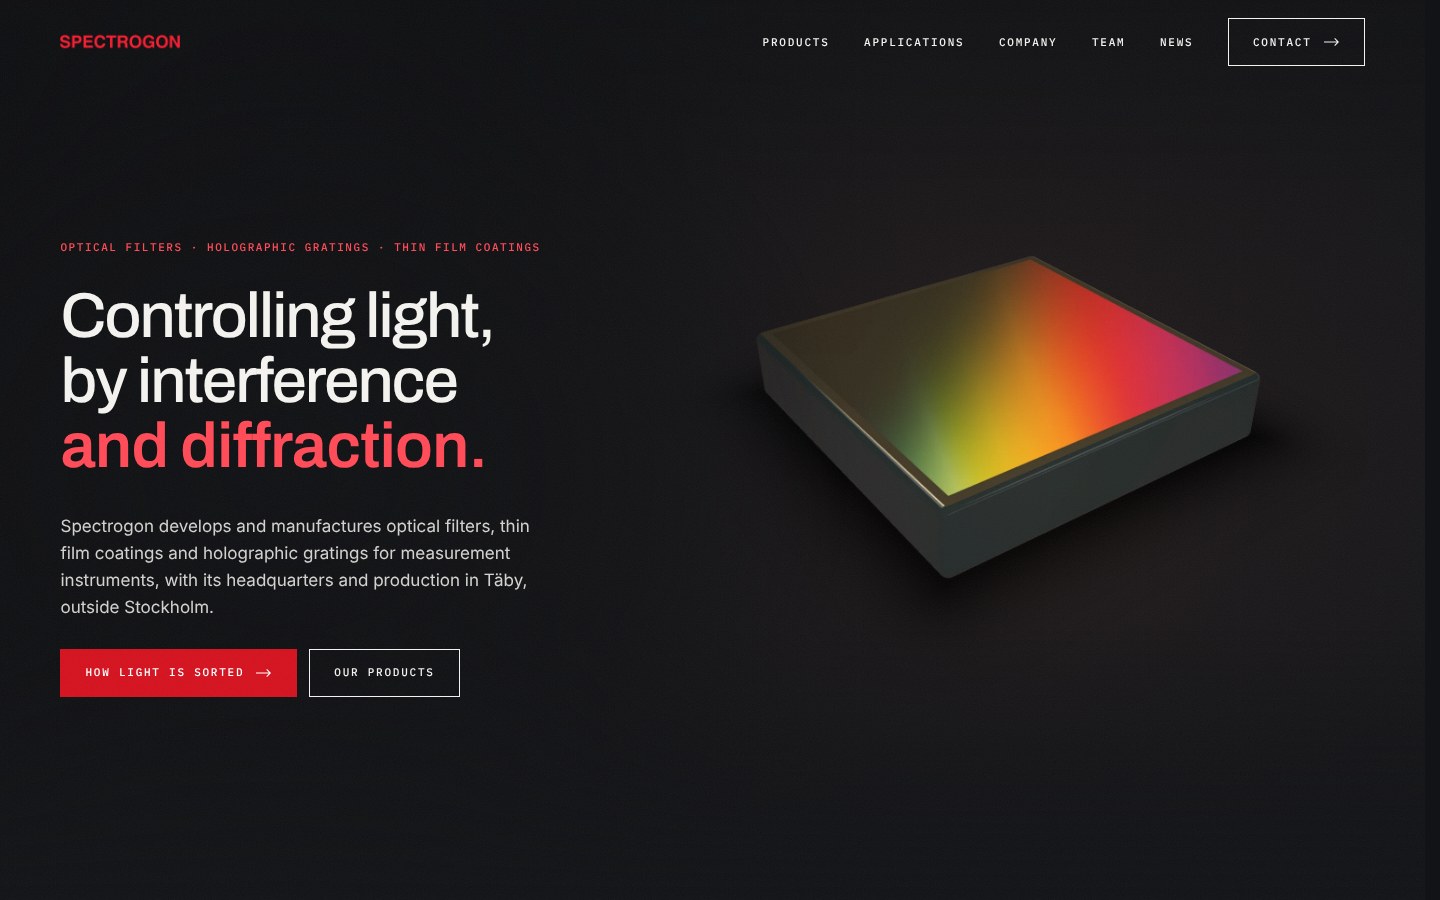 SPECTROGON
PRODUCTS
APPLICATIONS
COMPANY
TEAM
NEWS
CONTACT
OPTICAL FILTERS · HOLOGRAPHIC GRATINGS · THIN FILM COATINGS
Controlling light,
by interference
and diffraction.
Spectrogon develops and manufactures optical filters, thin
film coatings and holographic gratings for measurement
instruments, with its headquarters and production in Täby,
outside Stockholm.
HOW LIGHT IS SORTED
OUR PRODUCTS